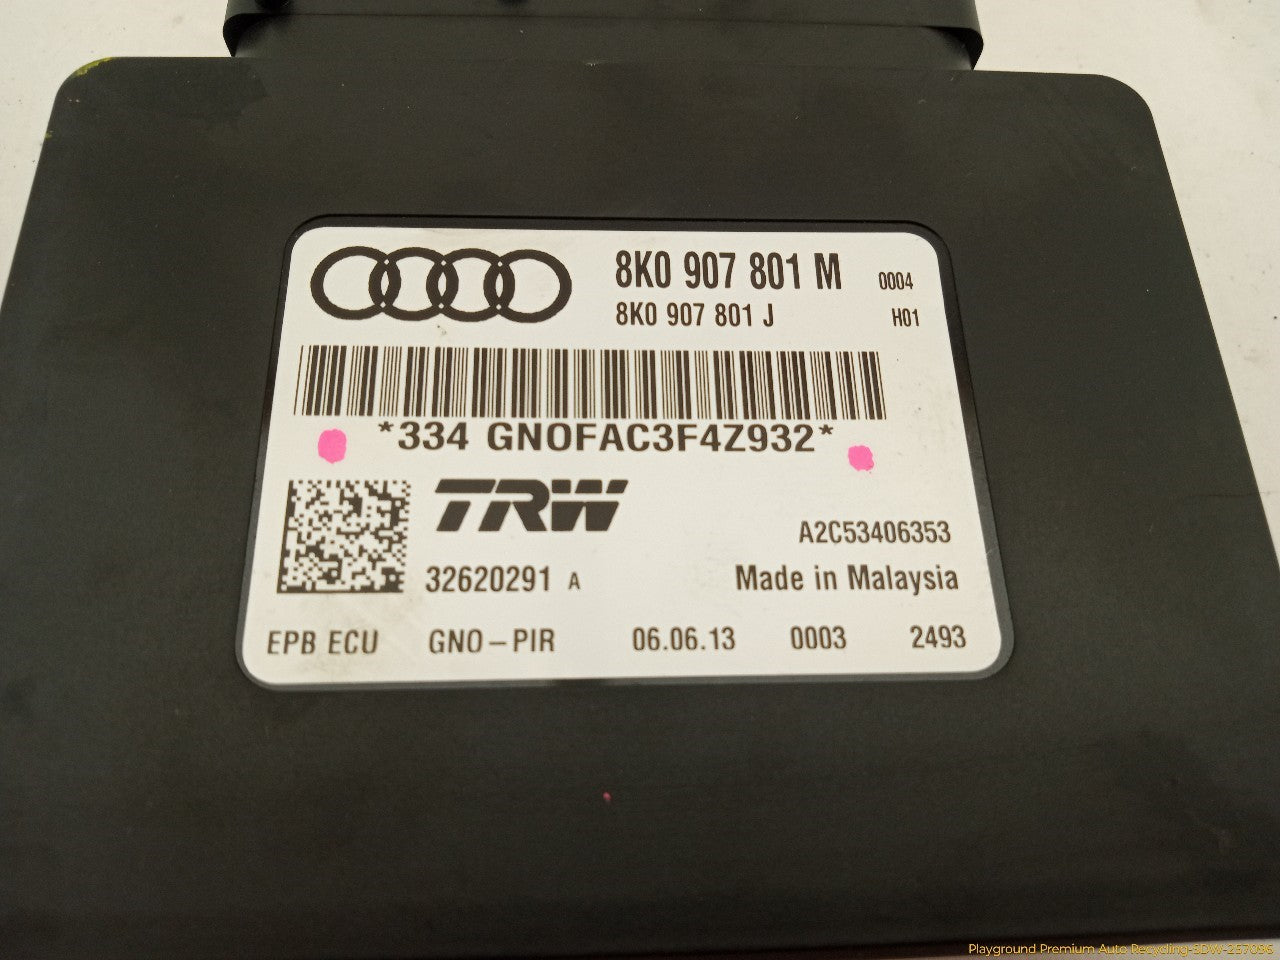 8K0 907 801 M 0004
8K0 907 801 J H01
*334 GNOFAC3F4Z932*
TRW
A2C53406353
32620291 A Made in Malaysia
EPB ECU GNO-PIR 06.06.13 0003 2493
Playground Premium Auto Recycling-SDW-257096